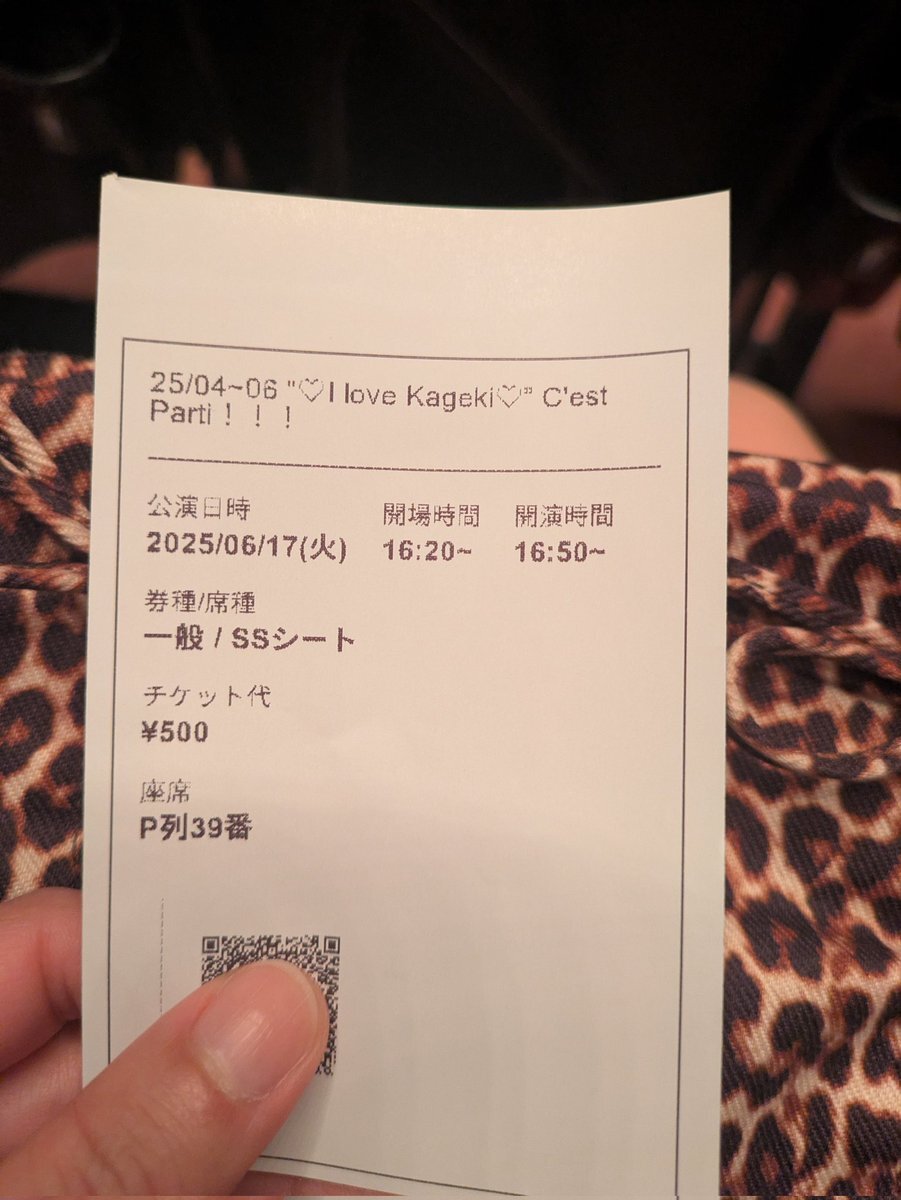 25/04~06 "♡I love Kageki♡" C'est
Parti！！！
公演日時 開場時間 開演時間
2025/06/17(火) 16:20~ 16:50~
券種/席種
一般 / SSシート
チケット代
¥500
座席
P列39番